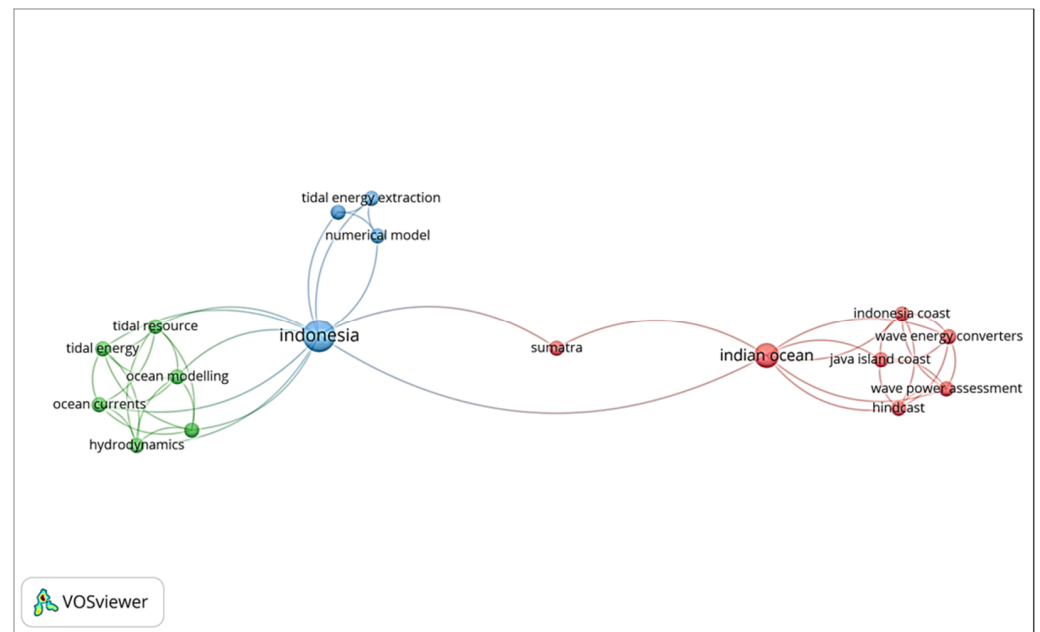 tidal energy extraction
numerical model
indonesia
tidal resource
tidal energy
ocean modelling
ocean currents
hydrodynamics
sumatra
indian ocean
indonesia coast
wave energy converters
java island coast
wave power assessment
hindcast
VOSviewer